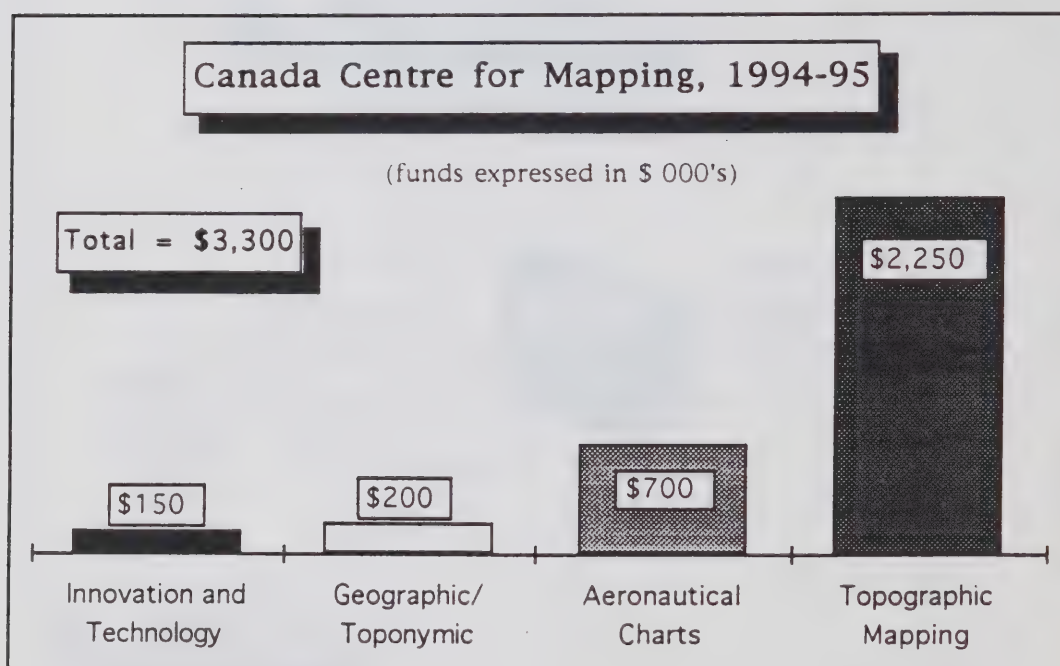 Canada Centre for Mapping, 1994-95
(funds expressed in $ 000's)
Total = $3,300
$2,250
$150
$200
$700
Innovation and
Technology
Geographic/
Toponymic
Aeronautical
Charts
Topographic
Mapping